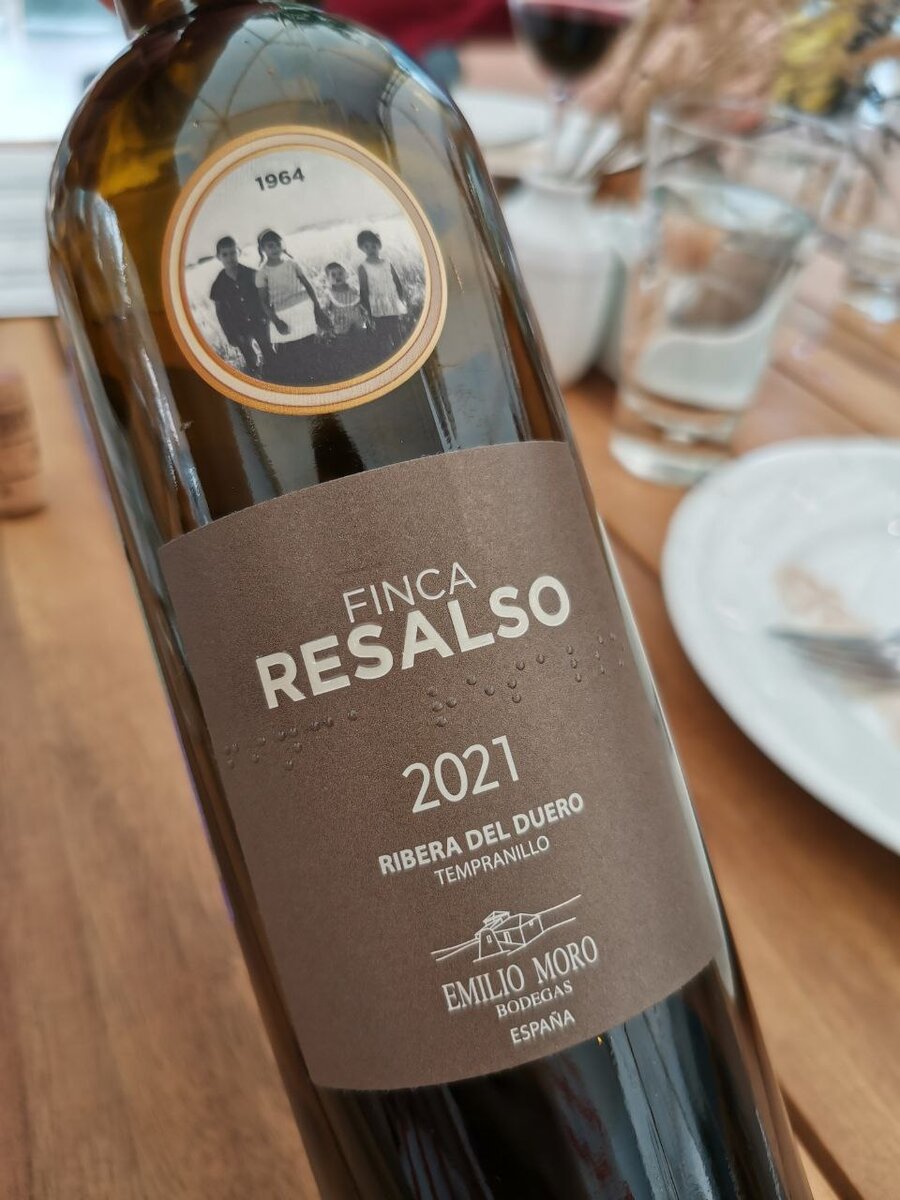 1964
FINCA
RESALSO
2021
RIBERA DEL DUERO
TEMPRANILLO
EMILIO MORO
BODEGAS
ESPAÑA